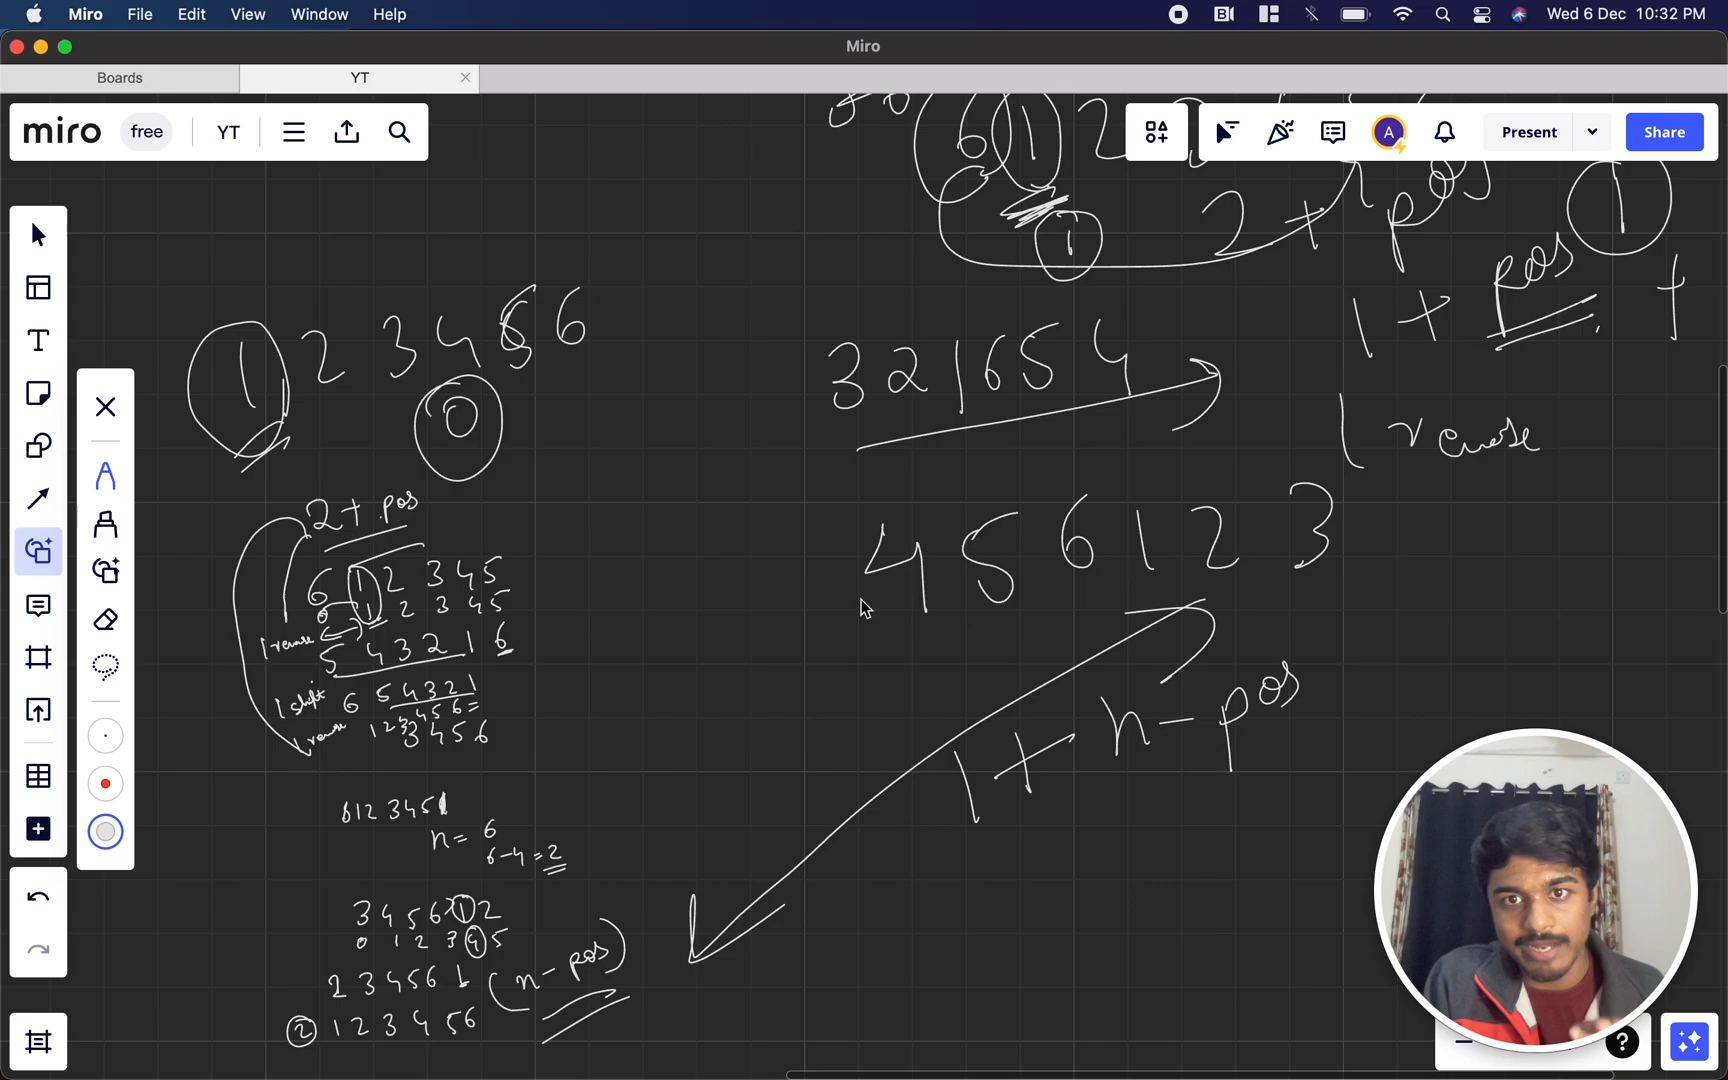 Miro File Edit View Window Help Wed 6 Dec 10:32 PM
Miro
Boards YT
miro free YT Present Share
6 1 2
1
2 + pos
1
1 + pos +
1 2 3 4 5 6
0
3 2 1 6 5 4
1 reverse
2 + pos
6 1 2 3 4 5
0 1 2 3 4 5
1 reverse
5 4 3 2 1 6
1 shift 6 5 4 3 2 1
1 reverse 1 2 3 4 5 6
4 5 6 1 2 3
1 + n - pos
6 1 2 3 4 5
n = 6
6 - 4 = 2
3 4 5 6 1 2
0 1 2 3 4 5
2 3 4 5 6 1 (n - pos)
2 1 2 3 4 5 6
A
?